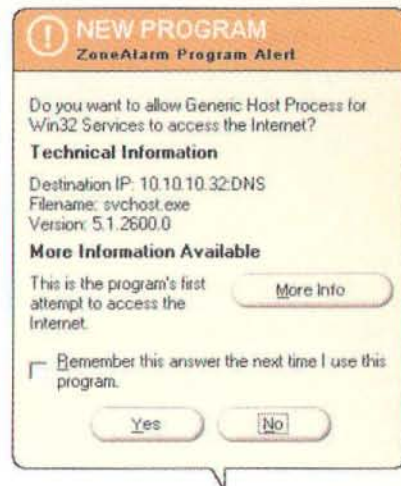 NEW PROGRAM
ZoneAlarm Program Alert
Do you want to allow Generic Host Process for
Win32 Services to access the Internet?
Technical Information
Destination IP: 10.10.10.32:DNS
Filename: svchost.exe
Version: 5.1.2600.0
More Information Available
This is the program's first
attempt to access the
Internet.
More Info
Remember this answer the next time I use this
program.
Yes
No